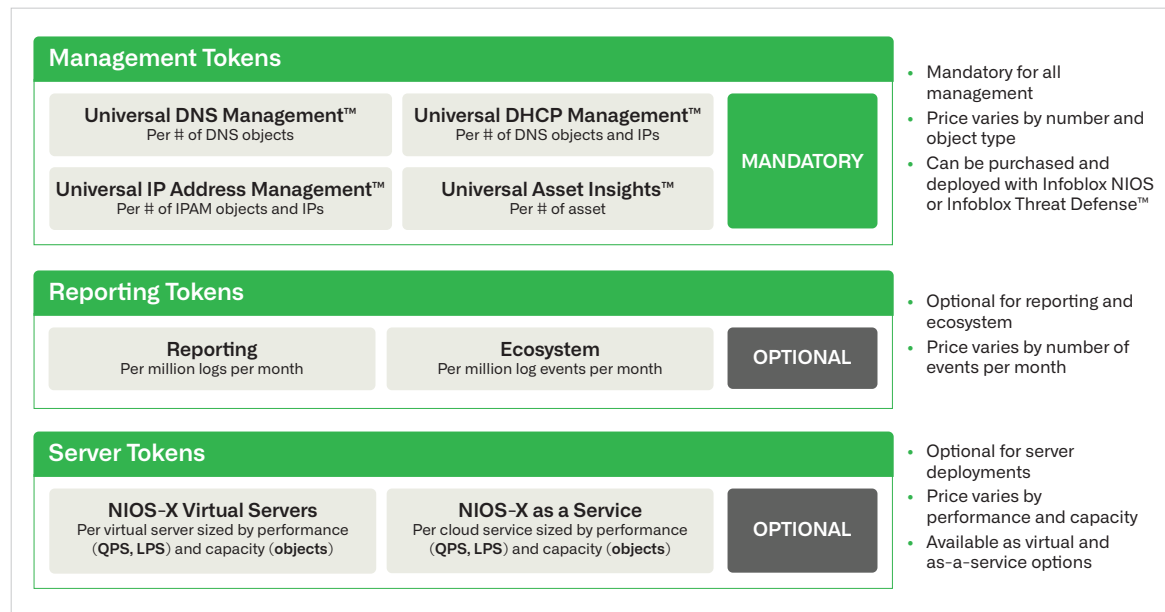 Management Tokens
Universal DNS Management™
Per # of DNS objects
Universal DHCP Management™
Per # of DNS objects and IPs
Universal IP Address Management™
Per # of IPAM objects and IPs
Universal Asset Insights™
Per # of asset
MANDATORY
• Mandatory for all
management
• Price varies by number and
object type
• Can be purchased and
deployed with Infoblox NIOS
or Infoblox Threat Defense™
Reporting Tokens
Reporting
Per million logs per month
Ecosystem
Per million log events per month
OPTIONAL
• Optional for reporting and
ecosystem
• Price varies by number of
events per month
Server Tokens
NIOS-X Virtual Servers
Per virtual server sized by performance
(QPS, LPS) and capacity (objects)
NIOS-X as a Service
Per cloud service sized by performance
(QPS, LPS) and capacity (objects)
OPTIONAL
• Optional for server
deployments
• Price varies by
performance and capacity
• Available as virtual and
as-a-service options